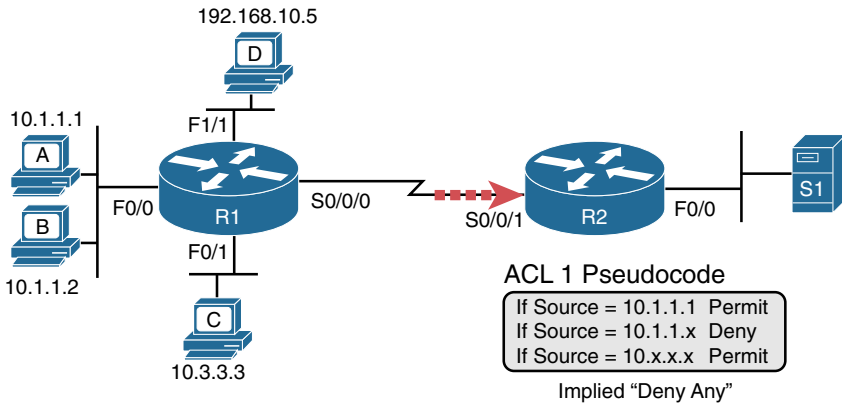 192.168.10.5
D
F1/1
10.1.1.1
A
F0/0
R1
S0/0/0
S0/0/1
R2
F0/0
S1
B
10.1.1.2
F0/1
C
10.3.3.3
ACL 1 Pseudocode
If Source = 10.1.1.1 Permit
If Source = 10.1.1.x Deny
If Source = 10.x.x.x Permit
Implied “Deny Any”